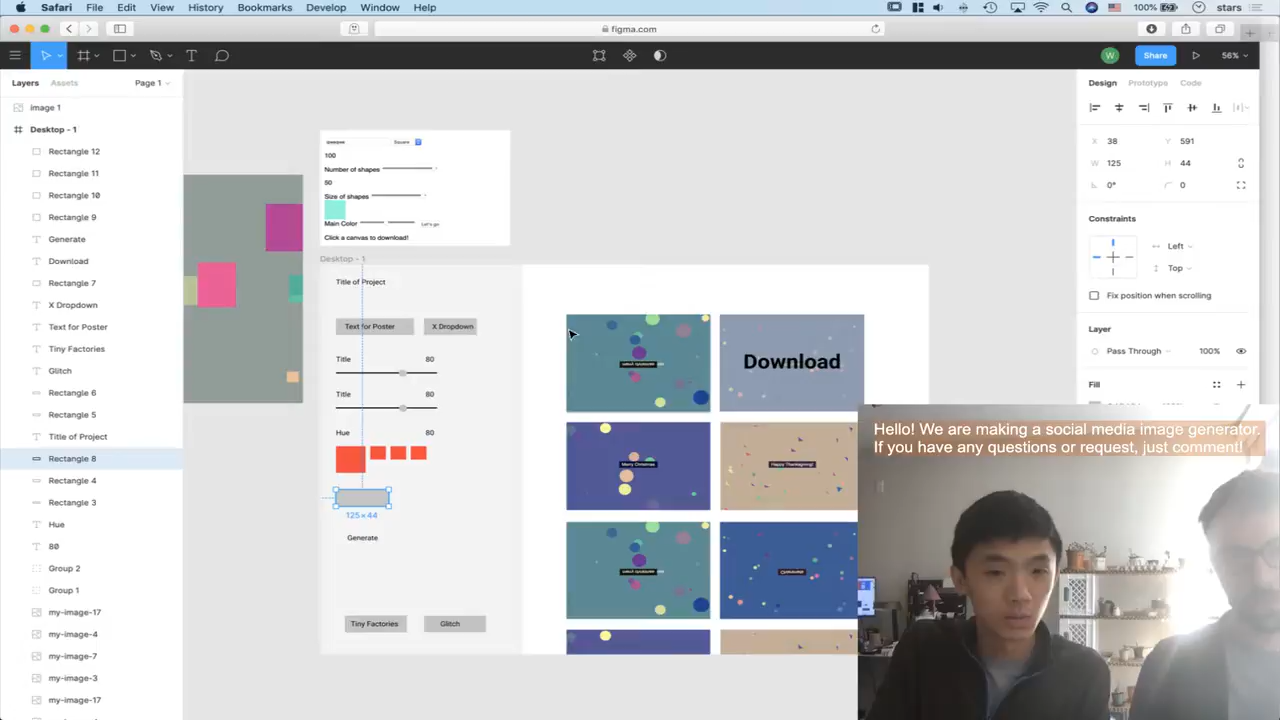 Safari File Edit View History Bookmarks Develop Window Help
100% stars
figma.com
W Share 56%
Layers Assets Page 1
image 1
Desktop - 1
Rectangle 12
Rectangle 11
Rectangle 10
Rectangle 9
Generate
Download
Rectangle 7
X Dropdown
Text for Poster
Tiny Factories
Glitch
Rectangle 6
Rectangle 5
Title of Project
Rectangle 8
Rectangle 4
Rectangle 3
Hue
80
Group 2
Group 1
my-image-17
my-image-4
my-image-7
my-image-3
my-image-17
Square
100
Number of shapes
50
Size of shapes
Main Color Let's go
Click a canvas to download!
Desktop - 1
Title of Project
Text for Poster X Dropdown
Title 80
Title 80
Hue 80
125 × 44
Generate
Tiny Factories Glitch
Download
Merry Christmas
Happy Thanksgiving!
Design Prototype Code
X 38 Y 591
W 125 H 44
0° 0
Constraints
Left
Top
Fix position when scrolling
Layer
Pass Through 100%
Fill
Hello! We are making a social media image generator.
If you have any questions or request, just comment!